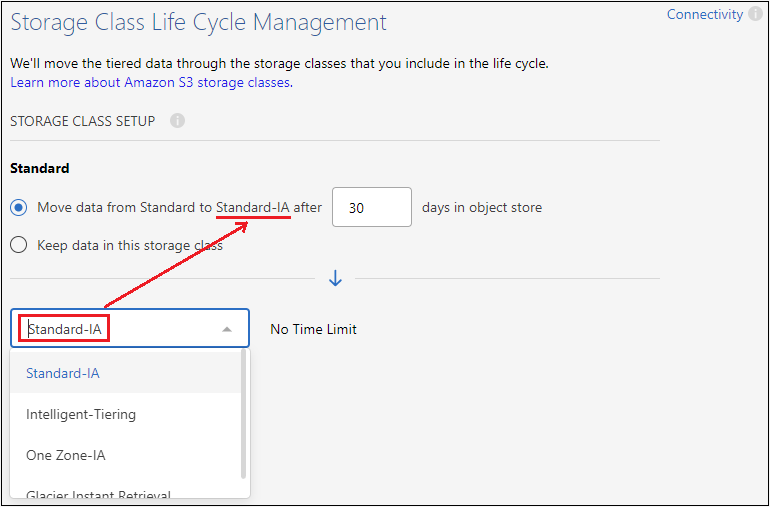 Storage Class Life Cycle Management
Connectivity
We'll move the tiered data through the storage classes that you include in the life cycle.
Learn more about Amazon S3 storage classes.
STORAGE CLASS SETUP
Standard
Move data from Standard to Standard-IA after 30 days in object store
Keep data in this storage class
Standard-IA No Time Limit
Standard-IA
Intelligent-Tiering
One Zone-IA
Glacier Instant Retrieval